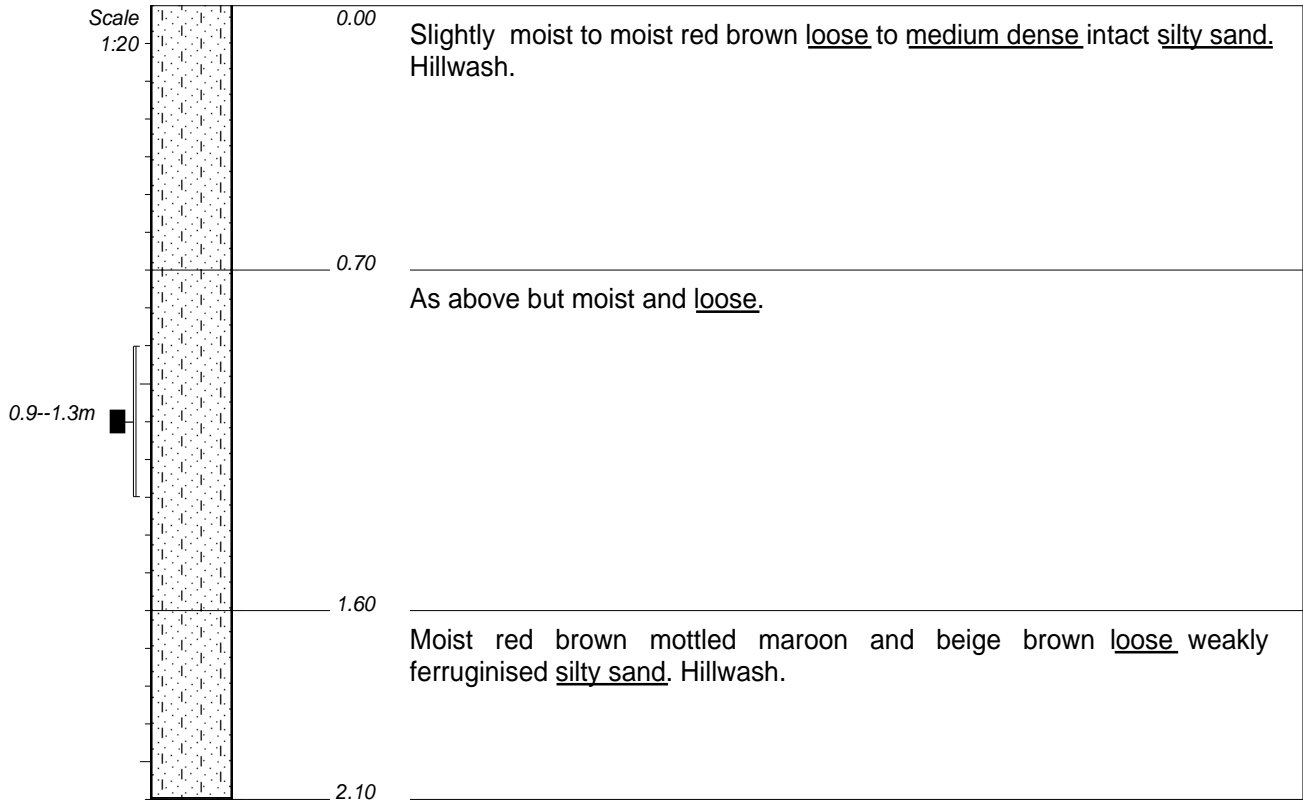 Scale
1:20
0.00
Slightly moist to moist red brown loose to medium dense intact silty sand.
Hillwash.
0.70
As above but moist and loose.
0.9--1.3m
1.60
Moist red brown mottled maroon and beige brown loose weakly
ferruginised silty sand. Hillwash.
2.10